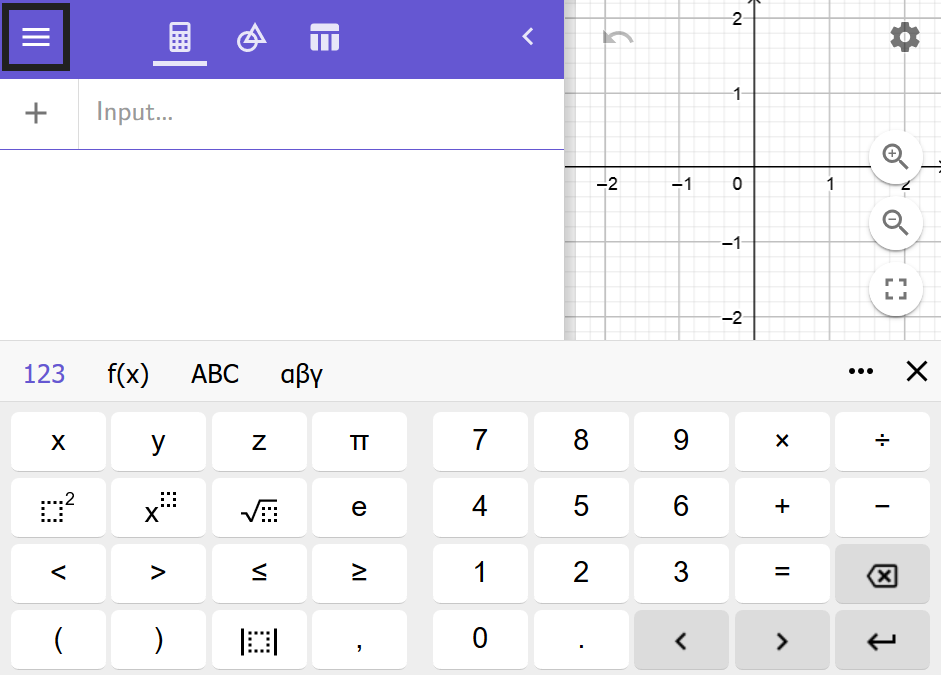 Input...
2
1
–2 –1 0 1 2
–1
–2
123 f(x) ABC αβγ •••
x y z π 7 8 9 × ÷
2 x √ e 4 5 6 + −
< > ≤ ≥ 1 2 3 =
( ) | | , 0 . < >